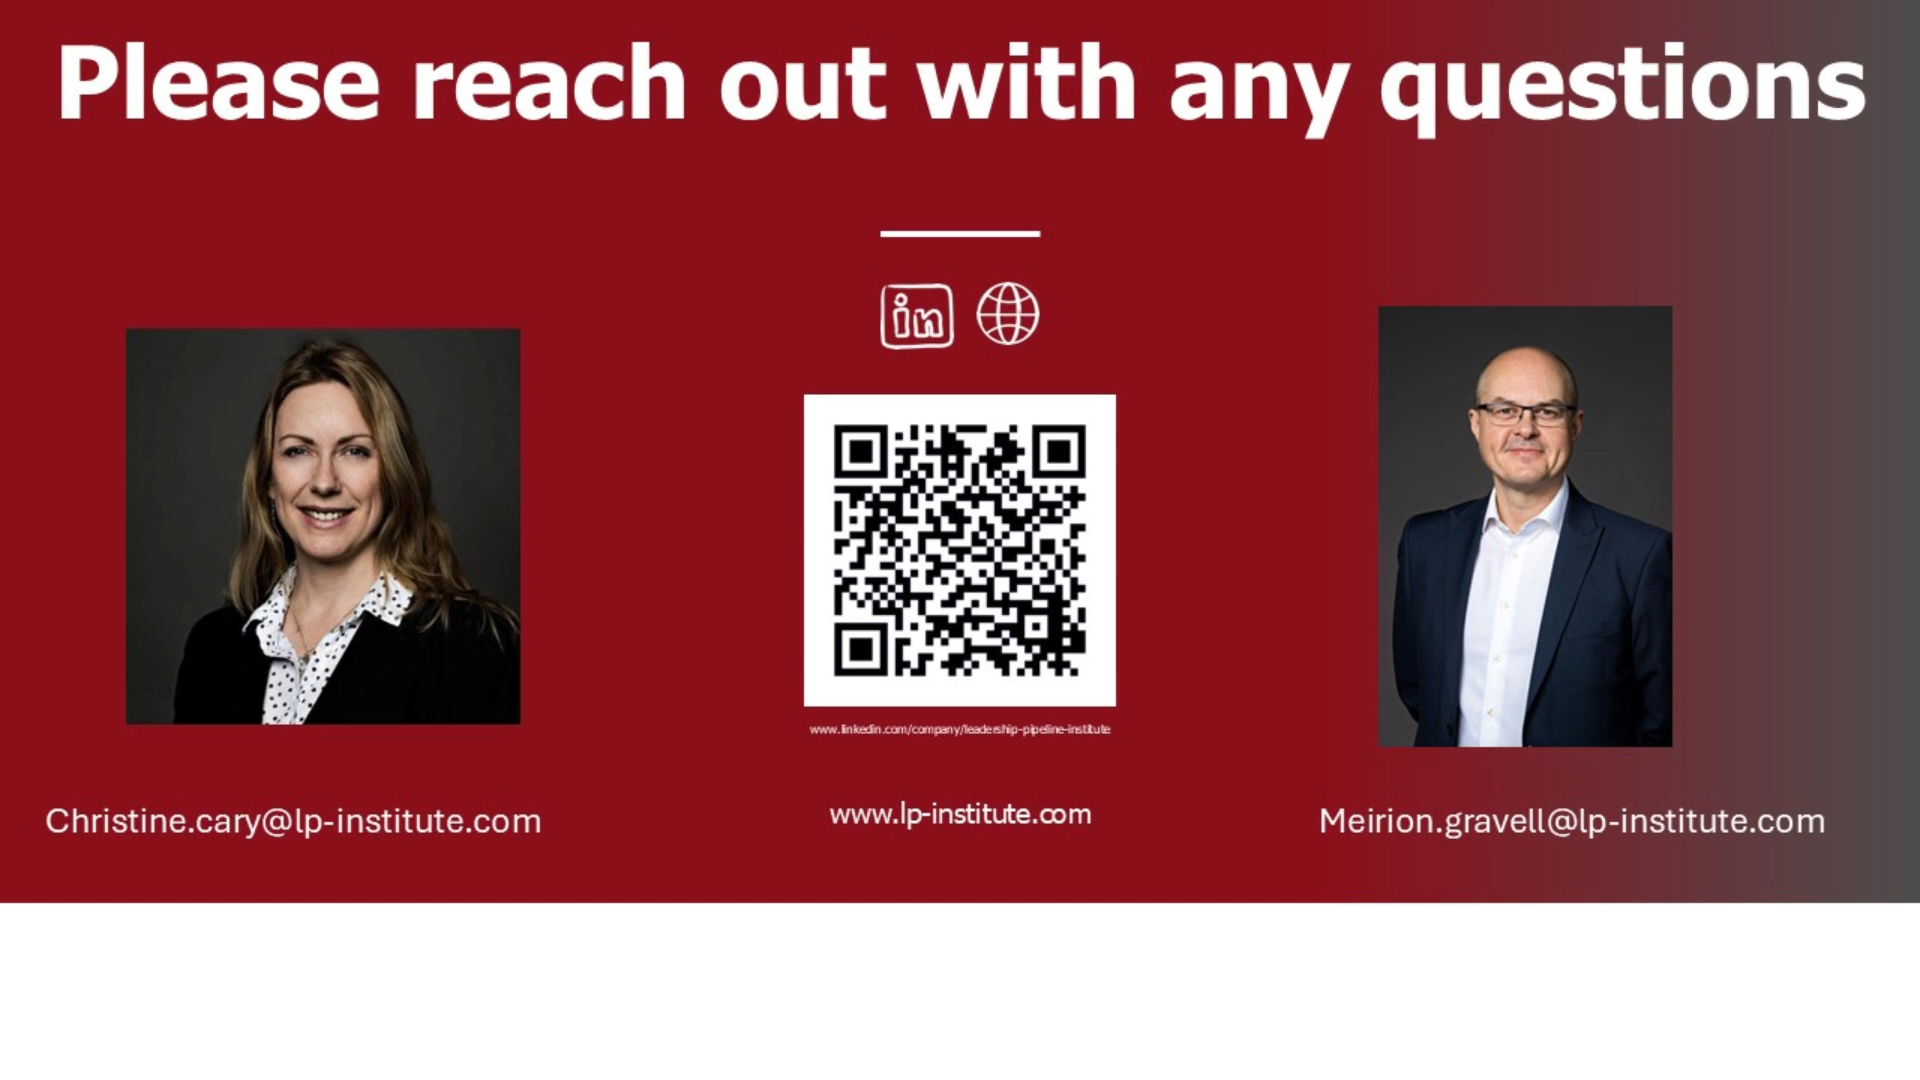 Please reach out with any questions
in
www.linkedin.com/company/leadership-pipeline-institute
Christine.cary@lp-institute.com
www.lp-institute.com
Meirion.gravell@lp-institute.com